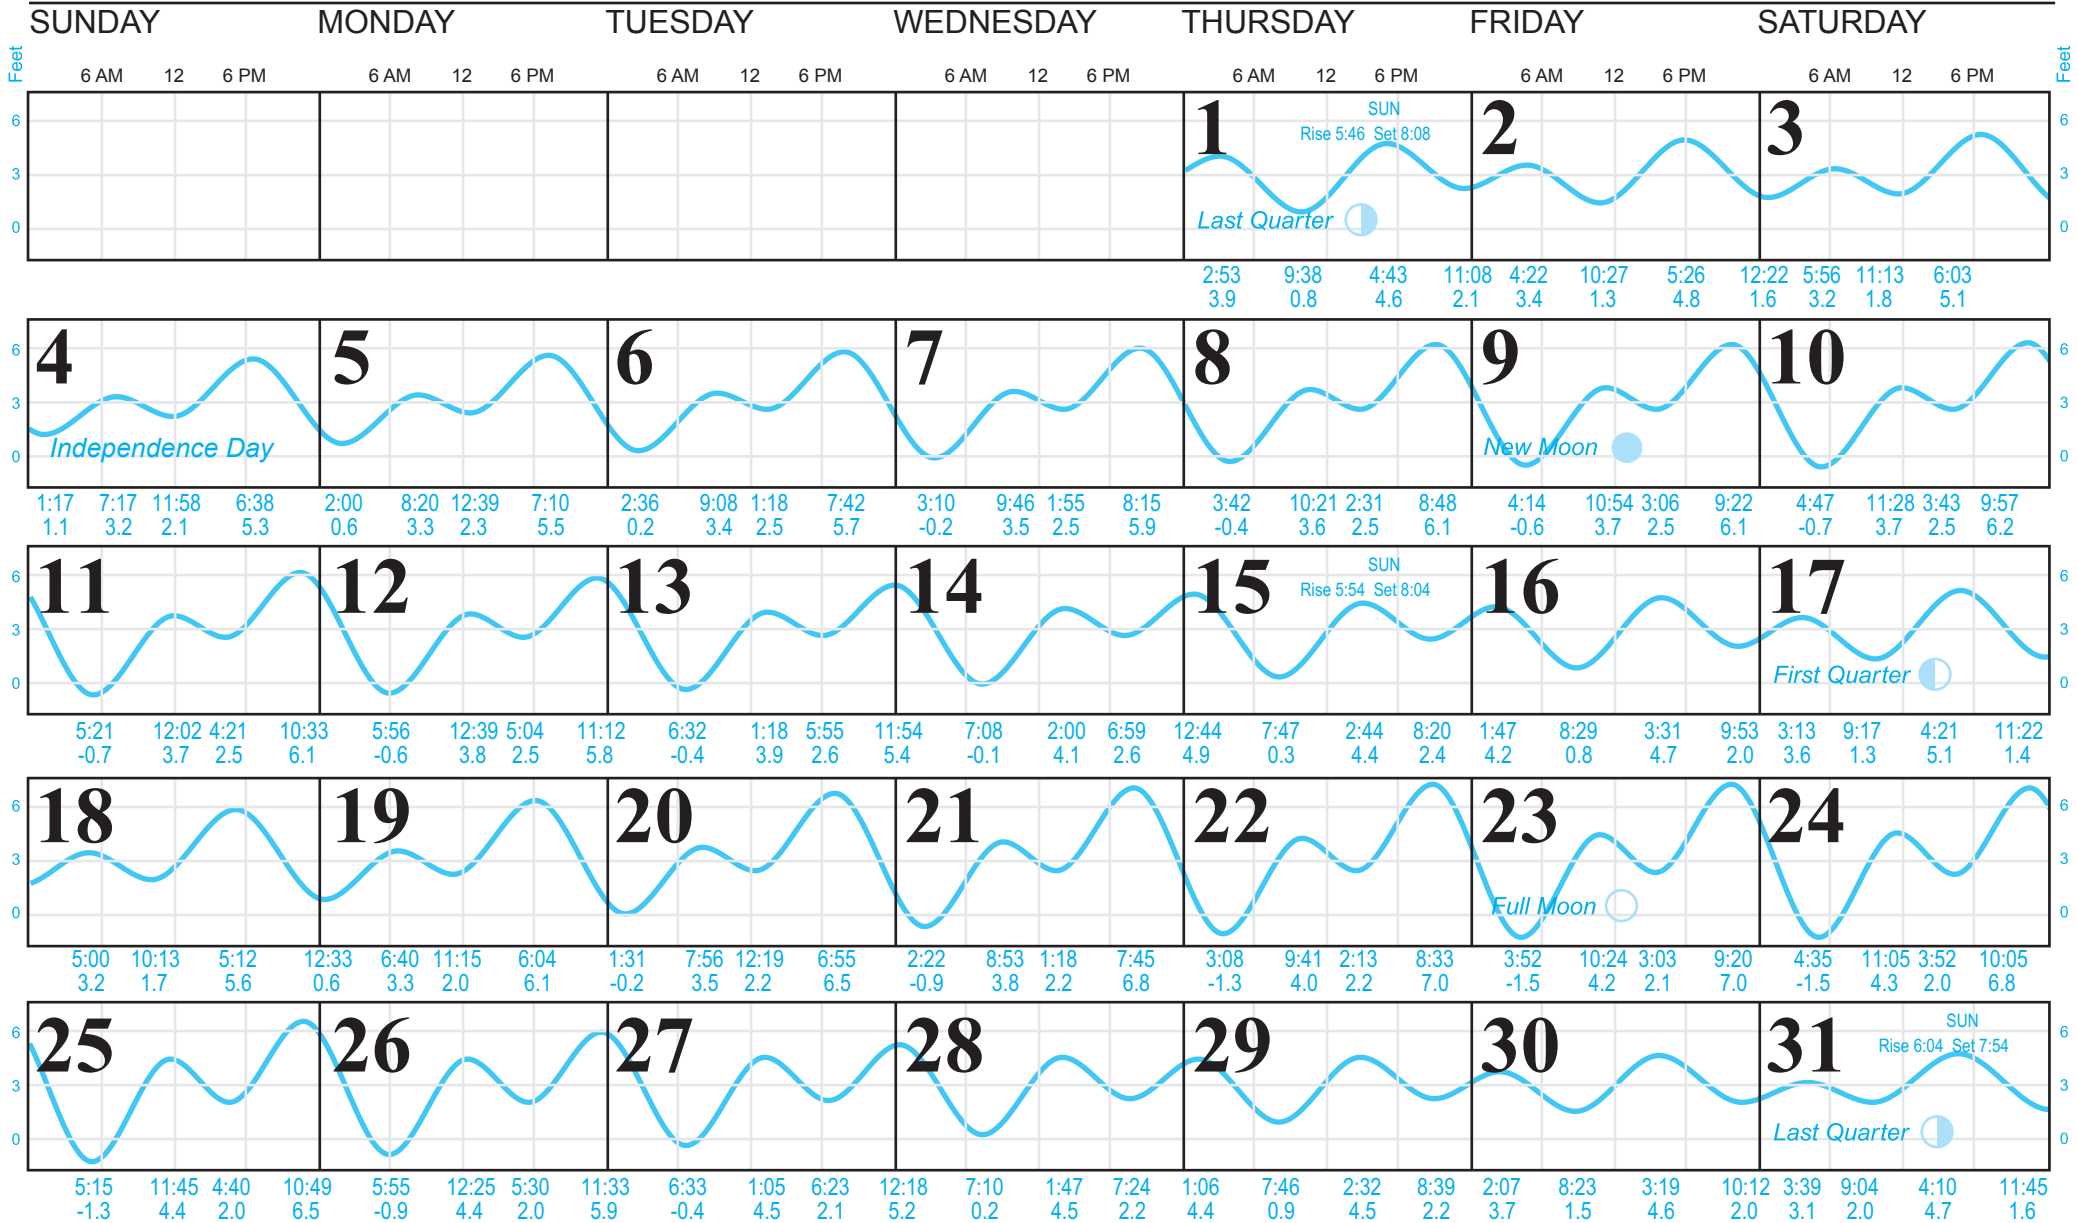 SUNDAY MONDAY TUESDAY WEDNESDAY THURSDAY FRIDAY SATURDAY
Feet 6 AM 12 6 PM 6 AM 12 6 PM 6 AM 12 6 PM 6 AM 12 6 PM 6 AM 12 6 PM 6 AM 12 6 PM 6 AM 12 6 PM Feet
1 SUN 2 3
6 6
Rise 5:46 Set 8:08
3 3
Last Quarter
0 0
2:53 9:38 4:43 11:08 4:22 10:27 5:26 12:22 5:56 11:13 6:03
3.9 0.8 4.6 2.1 3.4 1.3 4.8 1.6 3.2 1.8 5.1
4 5 6 7 8 9 10
6 6
3 3
Independence Day New Moon
0 0
1:17 7:17 11:58 6:38 2:00 8:20 12:39 7:10 2:36 9:08 1:18 7:42 3:10 9:46 1:55 8:15 3:42 10:21 2:31 8:48 4:14 10:54 3:06 9:22 4:47 11:28 3:43 9:57
1.1 3.2 2.1 5.3 0.6 3.3 2.3 5.5 0.2 3.4 2.5 5.7 -0.2 3.5 2.5 5.9 -0.4 3.6 2.5 6.1 -0.6 3.7 2.5 6.1 -0.7 3.7 2.5 6.2
11 12 13 14 15 SUN 16 17
6 6
Rise 5:54 Set 8:04
3 3
First Quarter
0 0
5:21 12:02 4:21 10:33 5:56 12:39 5:04 11:12 6:32 1:18 5:55 11:54 7:08 2:00 6:59 12:44 7:47 2:44 8:20 1:47 8:29 3:31 9:53 3:13 9:17 4:21 11:22
-0.7 3.7 2.5 6.1 -0.6 3.8 2.5 5.8 -0.4 3.9 2.6 5.4 -0.1 4.1 2.6 4.9 0.3 4.4 2.4 4.2 0.8 4.7 2.0 3.6 1.3 5.1 1.4
18 19 20 21 22 23 24
6 6
3 3
Full Moon
0 0
5:00 10:13 5:12 12:33 6:40 11:15 6:04 1:31 7:56 12:19 6:55 2:22 8:53 1:18 7:45 3:08 9:41 2:13 8:33 3:52 10:24 3:03 9:20 4:35 11:05 3:52 10:05
3.2 1.7 5.6 0.6 3.3 2.0 6.1 -0.2 3.5 2.2 6.5 -0.9 3.8 2.2 6.8 -1.3 4.0 2.2 7.0 -1.5 4.2 2.1 7.0 -1.5 4.3 2.0 6.8
25 26 27 28 29 30 31 SUN
6 6
Rise 6:04 Set 7:54
3 3
Last Quarter
0 0
5:15 11:45 4:40 10:49 5:55 12:25 5:30 11:33 6:33 1:05 6:23 12:18 7:10 1:47 7:24 1:06 7:46 2:32 8:39 2:07 8:23 3:19 10:12 3:39 9:04 4:10 11:45
-1.3 4.4 2.0 6.5 -0.9 4.4 2.0 5.9 -0.4 4.5 2.1 5.2 0.2 4.5 2.2 4.4 0.9 4.5 2.2 3.7 1.5 4.6 2.0 3.1 2.0 4.7 1.6